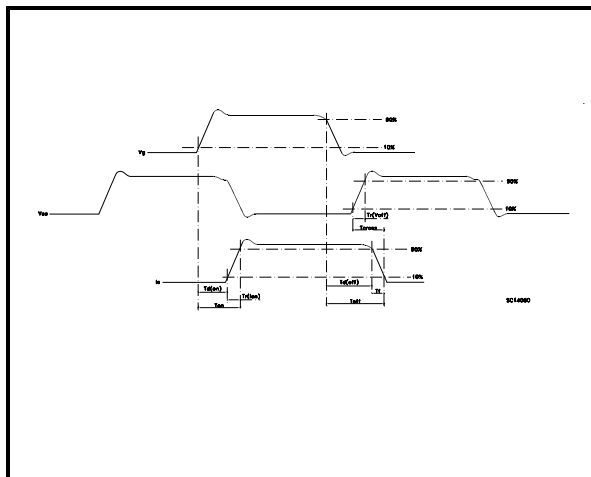 90%
10%
Vg
90%
Vce
10%
Tr(Voff)
Tcross
90%
Ic
10%
Td(on)
Td(off)
Tf
Tr(Ion)
Ton
Toff
SC14080